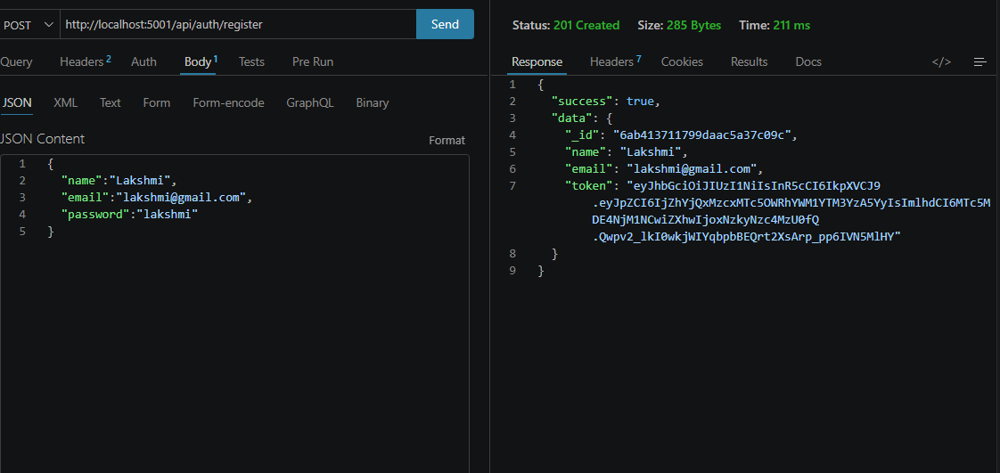 POST http://localhost:5001/api/auth/register Send
Query Headers 2 Auth Body 1 Tests Pre Run
JSON XML Text Form Form-encode GraphQL Binary
JSON Content Format
1 {
2 "name":"Lakshmi",
3 "email":"lakshmi@gmail.com",
4 "password":"lakshmi"
5 }
Status: 201 Created Size: 285 Bytes Time: 211 ms
Response Headers 7 Cookies Results Docs </>
1 {
2 "success": true,
3 "data": {
4 "_id": "6ab413711799daac5a37c09c",
5 "name": "Lakshmi",
6 "email": "lakshmi@gmail.com",
7 "token": "eyJhbGciOiJIUzI1NiIsInR5cCI6IkpXVCJ9
.eyJpZCI6IjZhYjQxMzcxMTc5OWRhYWM1YTM3YzA5YyIsImlhdCI6MTc5M
DE4NjM1NCwiZXhwIjoxNzkyNzc4MzU0fQ
.Qwpv2_lkI0wkjWIYqbpbBEQrt2XsArp_pp6IVN5MlHY"
8 }
9 }